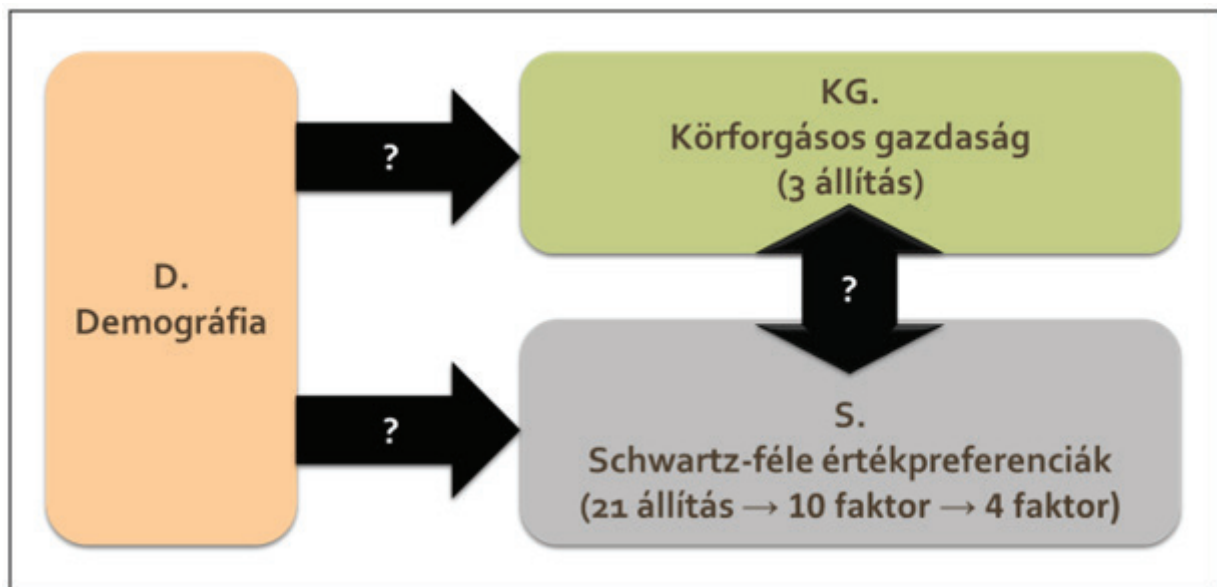 D.
Demográfia
?
?
KG.
Körforgásos gazdaság
(3 állítás)
?
S.
Schwartz-féle értékpreferenciák
(21 állítás → 10 faktor → 4 faktor)